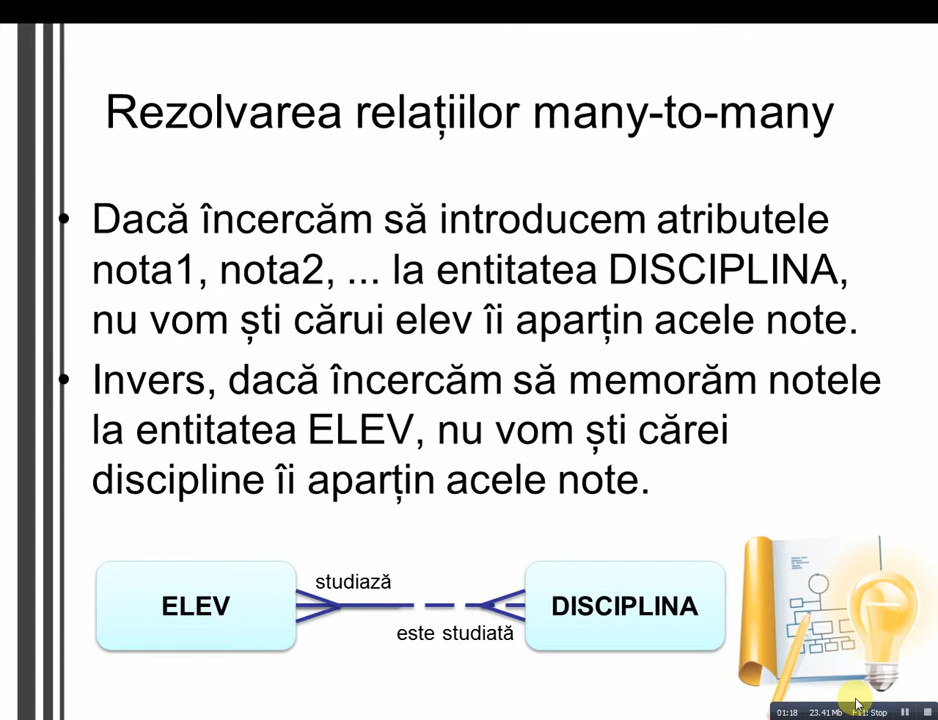 Rezolvarea relațiilor many-to-many
• Dacă încercăm să introducem atributele
nota1, nota2, ... la entitatea DISCIPLINA,
nu vom ști cărui elev îi aparțin acele note.
• Invers, dacă încercăm să memorăm notele
la entitatea ELEV, nu vom ști cărei
discipline îi aparțin acele note.
studiază
ELEV
DISCIPLINA
este studiată
01:18 23.41 Mb Stop